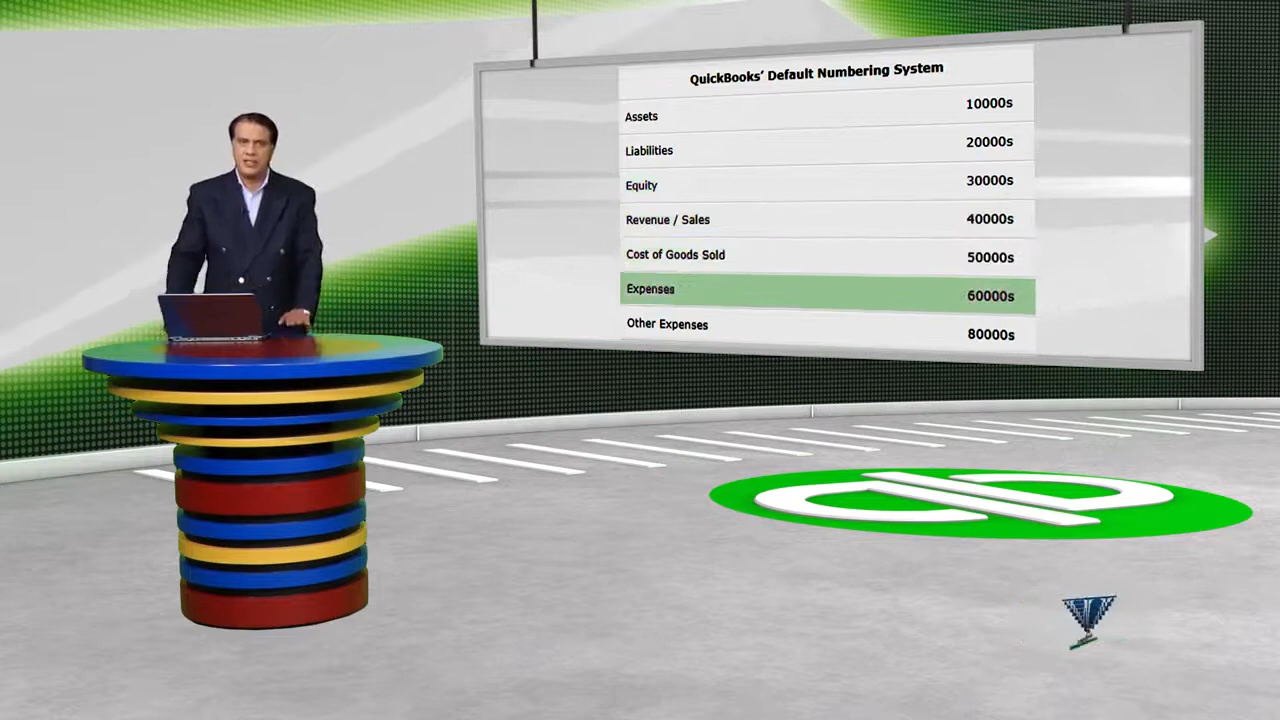 QuickBooks’ Default Numbering System
Assets 10000s
Liabilities 20000s
Equity 30000s
Revenue / Sales 40000s
Cost of Goods Sold 50000s
Expenses 60000s
Other Expenses 80000s